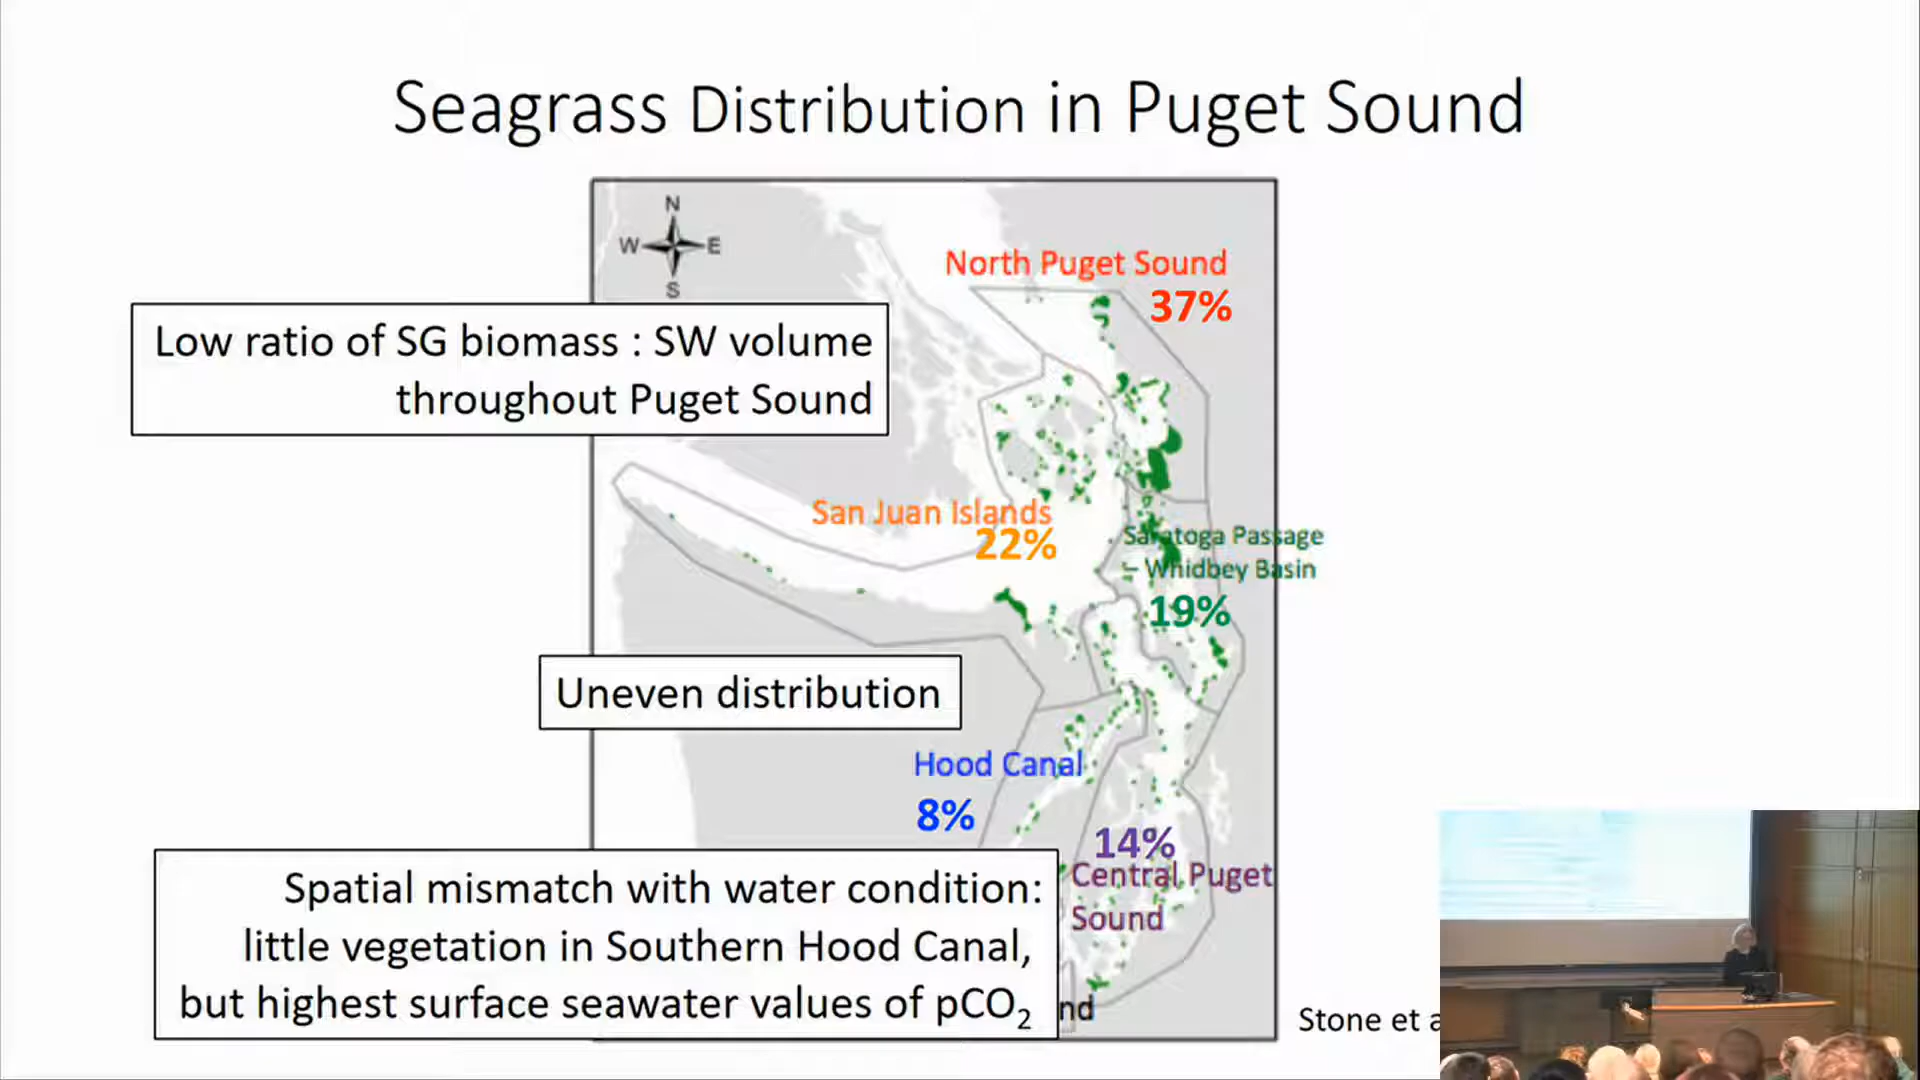 Seagrass Distribution in Puget Sound
N
W
E
S
North Puget Sound
37%
Low ratio of SG biomass : SW volume
throughout Puget Sound
San Juan Islands
22%
Saratoga Passage
- Whidbey Basin
19%
Uneven distribution
Hood Canal
8%
14%
Central Puget
Sound
Spatial mismatch with water condition:
little vegetation in Southern Hood Canal,
but highest surface seawater values of pCO₂
nd
Stone et a